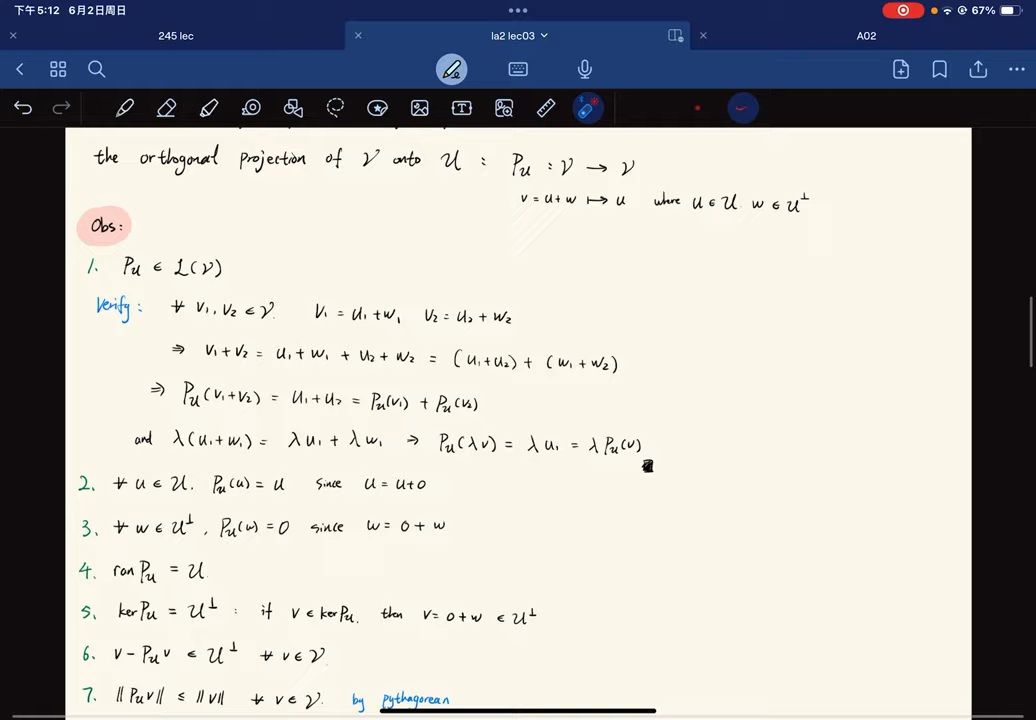 下午5:12 6月2日周日
67%
245 lec
la2 lec03
A02
the orthogonal projection of V onto U : P_U : V → V
v = u + w ↦ u where u ∈ U w ∈ U^⊥
Obs:
1. P_U ∈ L(V)
Verify: ∀ v₁, v₂ ∈ V. v₁ = u₁ + w₁ v₂ = u₂ + w₂
⇒ v₁ + v₂ = u₁ + w₁ + u₂ + w₂ = (u₁ + u₂) + (w₁ + w₂)
⇒ P_U(v₁ + v₂) = u₁ + u₂ = P_U(v₁) + P_U(v₂)
and λ(u₁ + w₁) = λu₁ + λw₁ ⇒ P_U(λv) = λu₁ = λP_U(v)
2. ∀ u ∈ U. P_U(u) = u since u = u + 0
3. ∀ w ∈ U^⊥, P_U(w) = 0 since w = 0 + w
4. ran P_U = U.
5. ker P_U = U^⊥ : if v ∈ ker P_U. then v = 0 + w ∈ U^⊥
6. v − P_U v ∈ U^⊥ ∀ v ∈ V.
7. ‖P_U v‖ ≤ ‖v‖ ∀ v ∈ V. by pythagorean